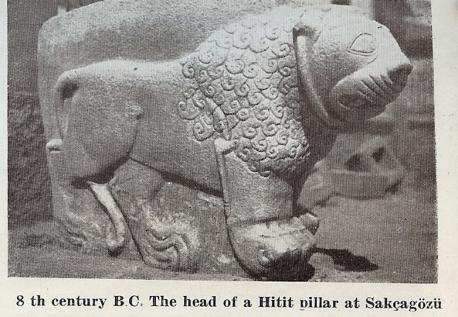 8 th century B.C. The head of a Hitit pillar at Sakçagözü